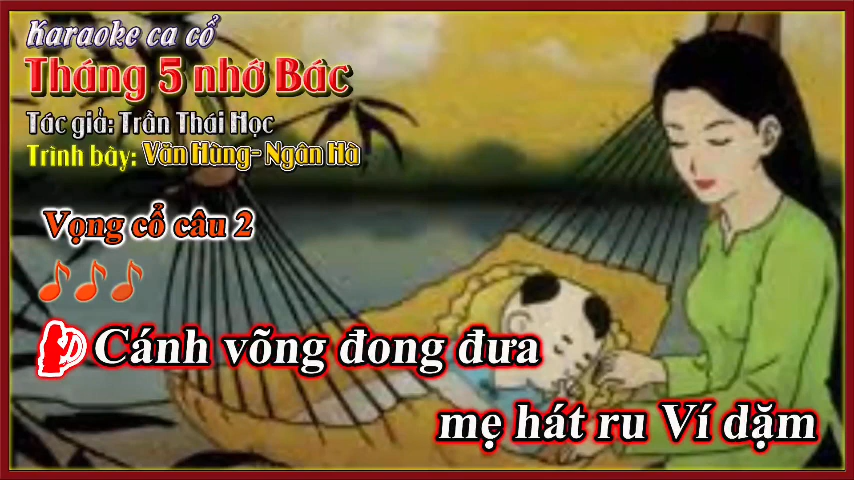 Karaoke ca cổ
Tháng 5 nhớ Bác
Tác giả: Trần Thái Học
Trình bày: Văn Hùng- Ngân Hà
Vọng cổ câu 2
Cánh võng đong đưa
mẹ hát ru Ví dặm